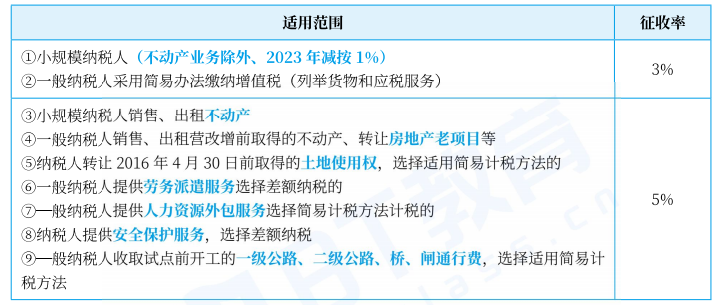 适用范围 征收率
①小规模纳税人（不动产业务除外、2023 年减按 1%）
②一般纳税人采用简易办法缴纳增值税（列举货物和应税服务）
3%
③小规模纳税人销售、出租不动产
④一般纳税人销售、出租营改增前取得的不动产、转让房地产老项目等
⑤纳税人转让 2016 年 4 月 30 日前取得的土地使用权，选择适用简易计税方法的
⑥一般纳税人提供劳务派遣服务选择差额纳税的
⑦一般纳税人提供人力资源外包服务选择简易计税方法计税的
⑧纳税人提供安全保护服务，选择差额纳税
⑨一般纳税人收取试点前开工的一级公路、二级公路、桥、闸通行费，选择适用简易计
税方法
5%